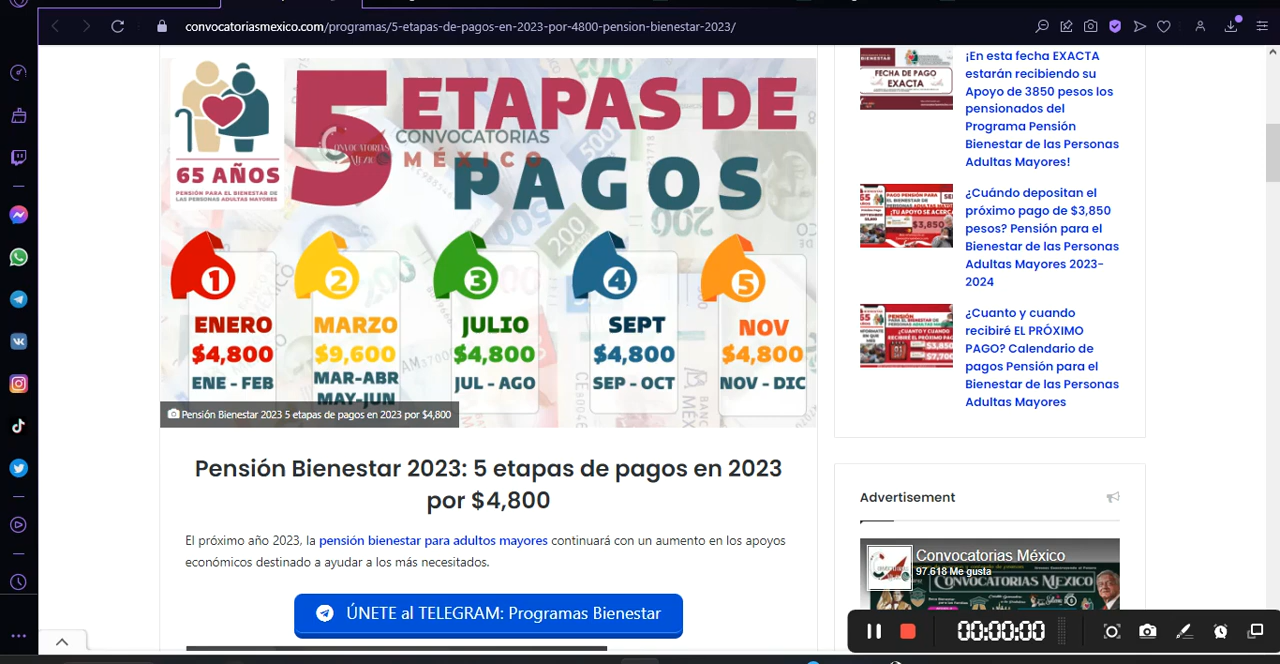 convocatoriasmexico.com/programas/5-etapas-de-pagos-en-2023-por-4800-pension-bienestar-2023/
65 AÑOS
PENSIÓN PARA EL BIENESTAR DE
LAS PERSONAS ADULTAS MAYORES
5 ETAPAS DE
PAGOS
CONVOCATORIAS
MÉXICO
1
ENERO
$4,800
ENE - FEB
2
MARZO
$9,600
MAR-ABR
MAY-JUN
3
JULIO
$4,800
JUL - AGO
4
SEPT
$4,800
SEP - OCT
5
NOV
$4,800
NOV - DIC
Pensión Bienestar 2023 5 etapas de pagos en 2023 por $4,800
Pensión Bienestar 2023: 5 etapas de pagos en 2023
por $4,800
El próximo año 2023, la pensión bienestar para adultos mayores continuará con un aumento en los apoyos
económicos destinado a ayudar a los más necesitados.
ÚNETE al TELEGRAM: Programas Bienestar
FECHA DE PAGO
EXACTA
¡En esta fecha EXACTA
estarán recibiendo su
Apoyo de 3850 pesos los
pensionados del
Programa Pensión
Bienestar de las Personas
Adultas Mayores!
¡TU APOYO SE ACERC
$3,850
¿Cuándo depositan el
próximo pago de $3,850
pesos? Pensión para el
Bienestar de las Personas
Adultas Mayores 2023-
2024
¿Cuanto y cuando
recibiré EL PRÓXIMO
PAGO? Calendario de
pagos Pensión para el
Bienestar de las Personas
Adultas Mayores
Advertisement
Convocatorias México
97.618 Me gusta
CONVOCATORIAS MEXICO
00:00:00